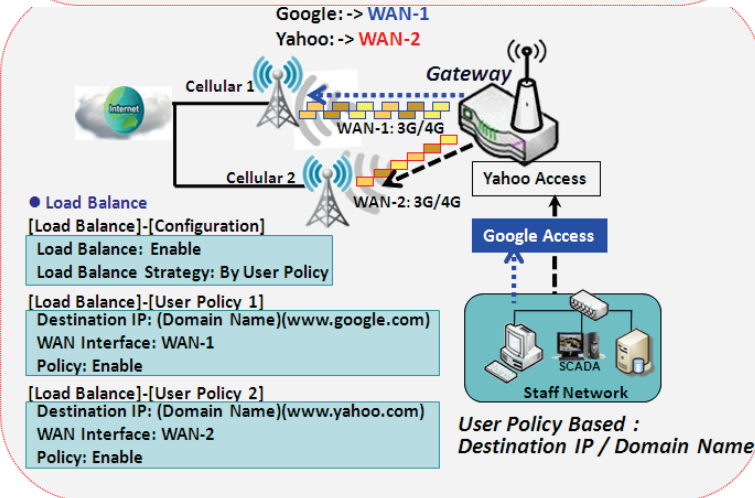 Google: -> WAN-1
Yahoo: -> WAN-2
Gateway
Cellular 1
Internet
WAN-1: 3G/4G
Cellular 2
WAN-2: 3G/4G
Yahoo Access
Google Access
● Load Balance
[Load Balance]-[Configuration]
Load Balance: Enable
Load Balance Strategy: By User Policy
[Load Balance]-[User Policy 1]
Destination IP: (Domain Name)(www.google.com)
WAN Interface: WAN-1
Policy: Enable
[Load Balance]-[User Policy 2]
Destination IP: (Domain Name)(www.yahoo.com)
WAN Interface: WAN-2
Policy: Enable
SCADA
Staff Network
User Policy Based :
Destination IP / Domain Name